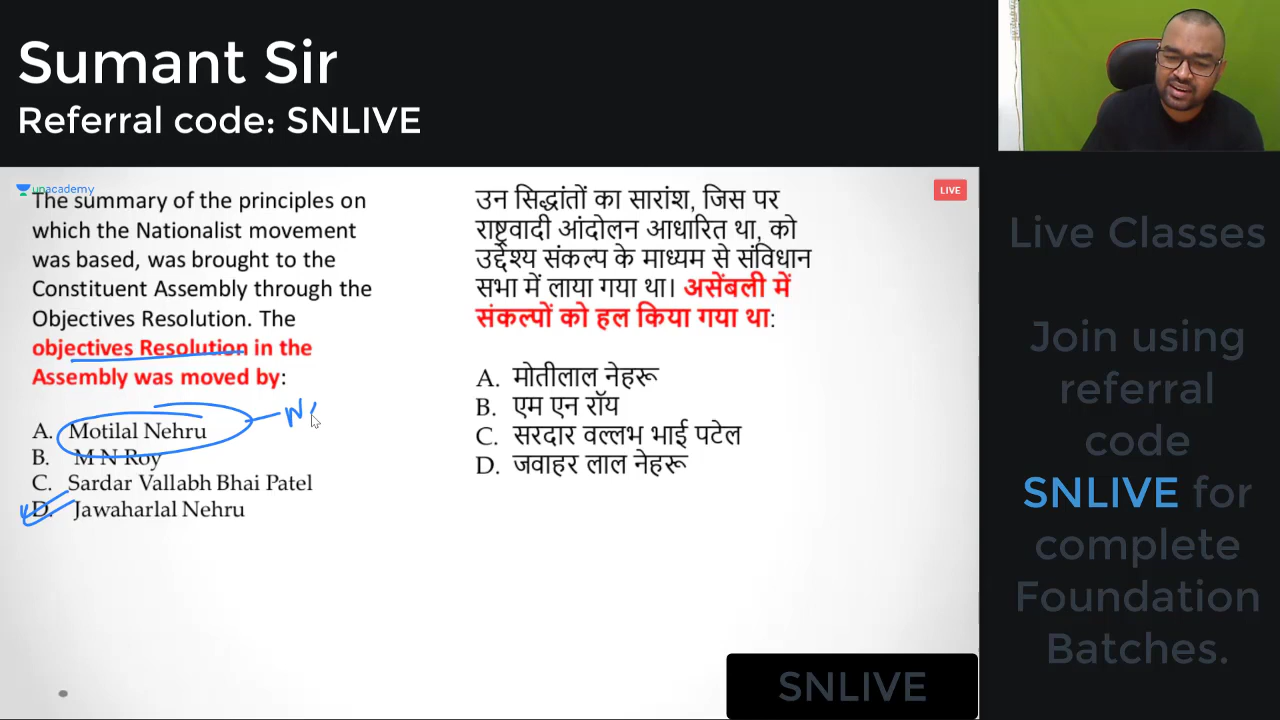 Sumant Sir
Referral code: SNLIVE
unacademy
LIVE
The summary of the principles on
which the Nationalist movement
was based, was brought to the
Constituent Assembly through the
Objectives Resolution. The
objectives Resolution in the
Assembly was moved by:
A. Motilal Nehru
B. M N Roy
C. Sardar Vallabh Bhai Patel
D. Jawaharlal Nehru
उन सिद्धांतों का सारांश, जिस पर
राष्ट्रवादी आंदोलन आधारित था, को
उद्देश्य संकल्प के माध्यम से संविधान
सभा में लाया गया था। असेंबली में
संकल्पों को हल किया गया था:
A. मोतीलाल नेहरू
B. एम एन रॉय
C. सरदार वल्लभ भाई पटेल
D. जवाहर लाल नेहरू
Live Classes
Join using
referral
code
SNLIVE for
complete
Foundation
Batches.
SNLIVE